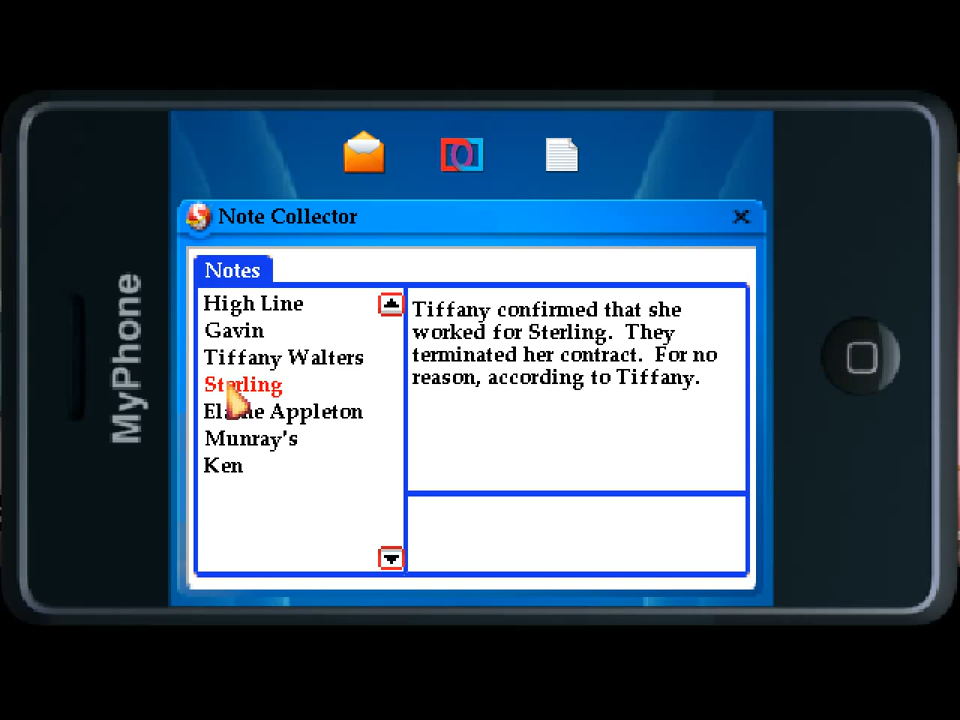 MyPhone
Note Collector
Notes
High Line
Gavin
Tiffany Walters
Sterling
Elaine Appleton
Munray's
Ken
Tiffany confirmed that she
worked for Sterling. They
terminated her contract. For no
reason, according to Tiffany.